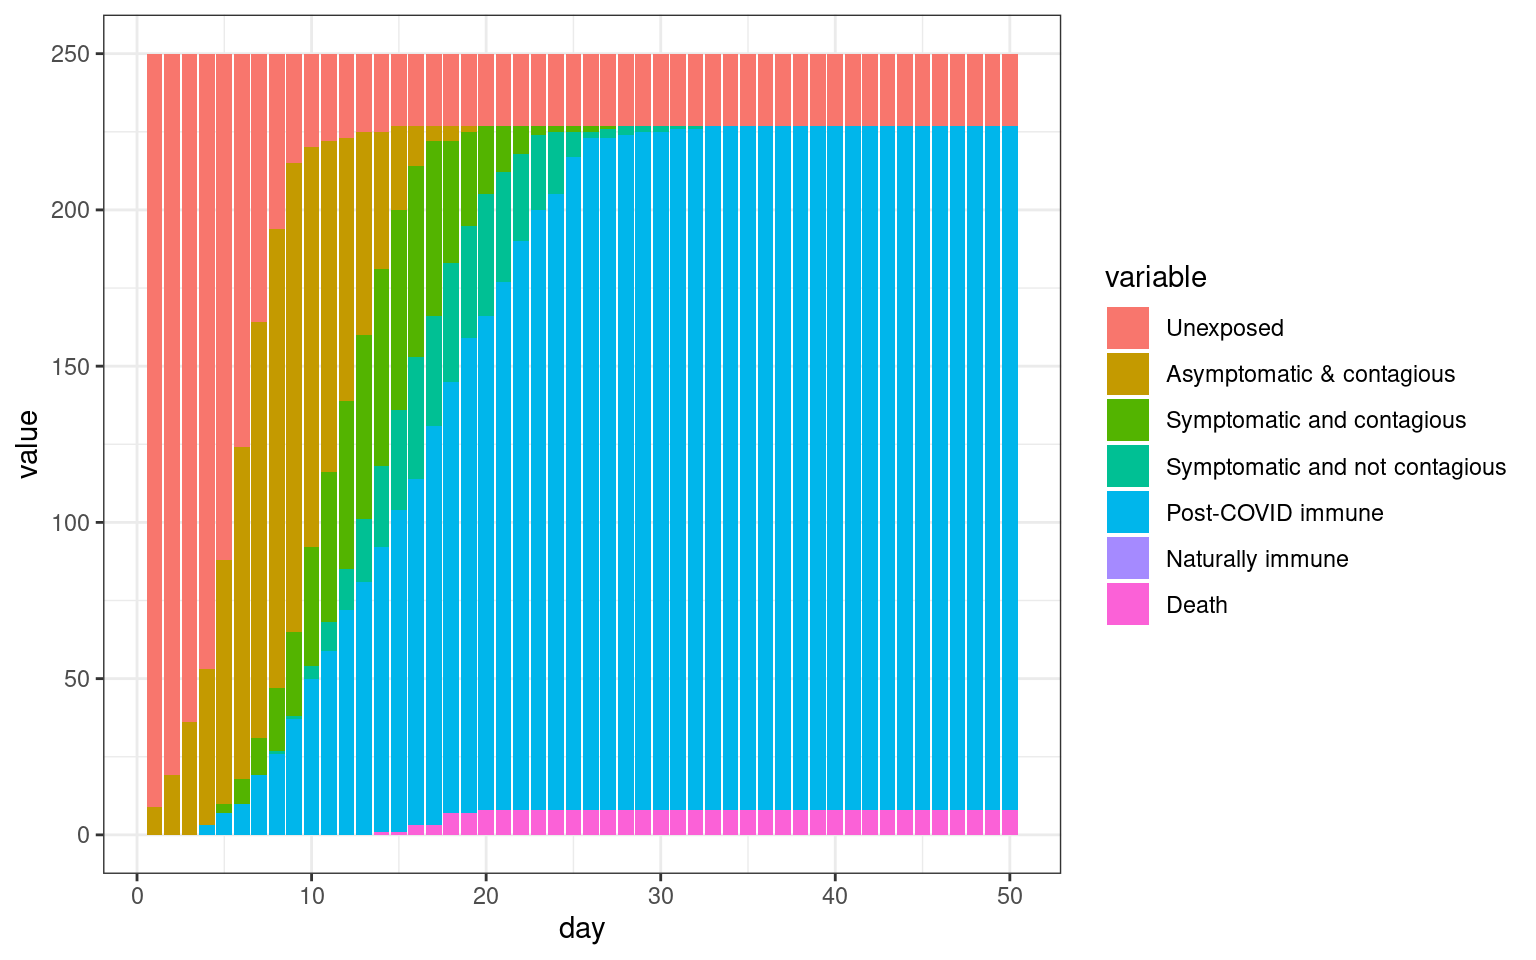 250
200
150
100
50
0
value
0 10 20 30 40 50
day
variable
Unexposed
Asymptomatic & contagious
Symptomatic and contagious
Symptomatic and not contagious
Post-COVID immune
Naturally immune
Death